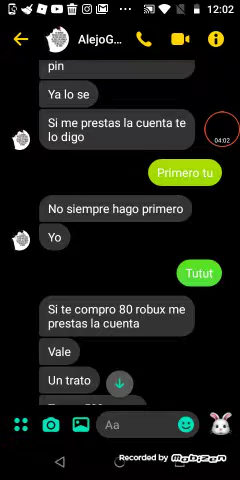 12:02
AlejoG...
pin
Ya lo se
Si me prestas la cuenta te
lo digo
04:02
Primero tu
No siempre hago primero
Yo
Tutut
Si te compro 80 robux me
prestas la cuenta
Vale
Un trato
Aa
Recorded by Mobizen